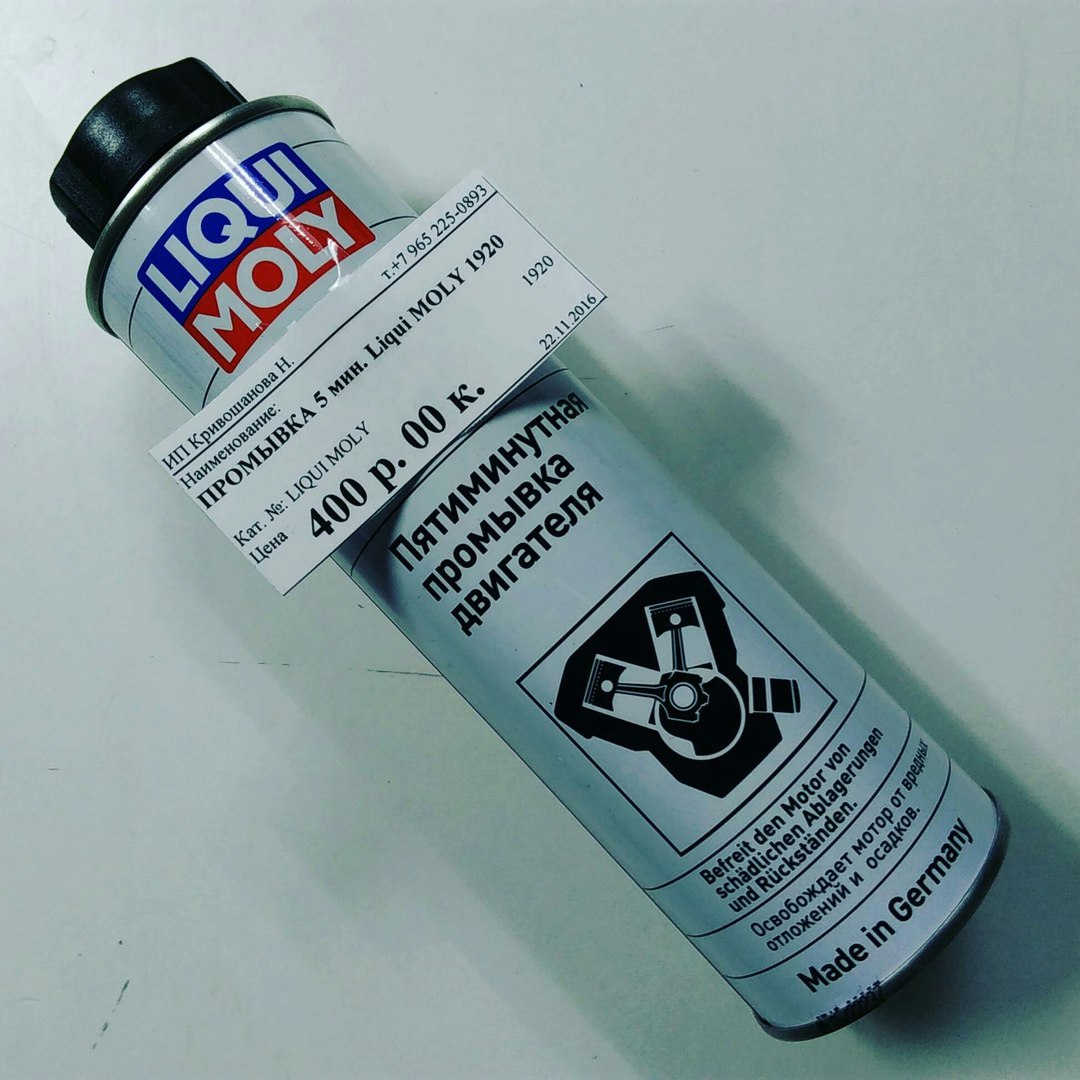 LIQUI
MOLY
т.+7 965 225-0893
ИП Кривошанова Н.
Наименование:
ПРОМЫВКА 5 мин. Liqui MOLY 1920
Кат. №: LIQUI MOLY
1920
Цена 400 р. 00 к.
22.11.2016
Пятиминутная
промывка
двигателя
Befreit den Motor von
schädlichen Ablagerungen
und Rückständen.
Освобождает мотор от вредных
отложений и осадков.
Made in Germany